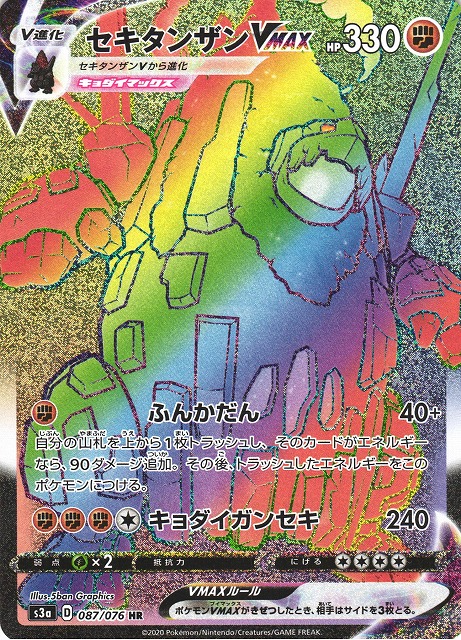 V進化
セキタンザンVMAX
HP330
セキタンザンVから進化
キョダイマックス
ふんかだん 40+
自分の山札を上から1枚トラッシュし、そのカードがエネルギー
なら、90ダメージ追加。その後、トラッシュしたエネルギーをこの
ポケモンにつける。
キョダイガンセキ 240
弱点 ×2 抵抗力 にげる
Illus.5ban Graphics
VMAXルール
ポケモンVMAXがきぜつしたとき、相手はサイドを3枚とる。
s3a D 087/076 HR
©2020 Pokémon/Nintendo/Creatures/GAME FREAK.